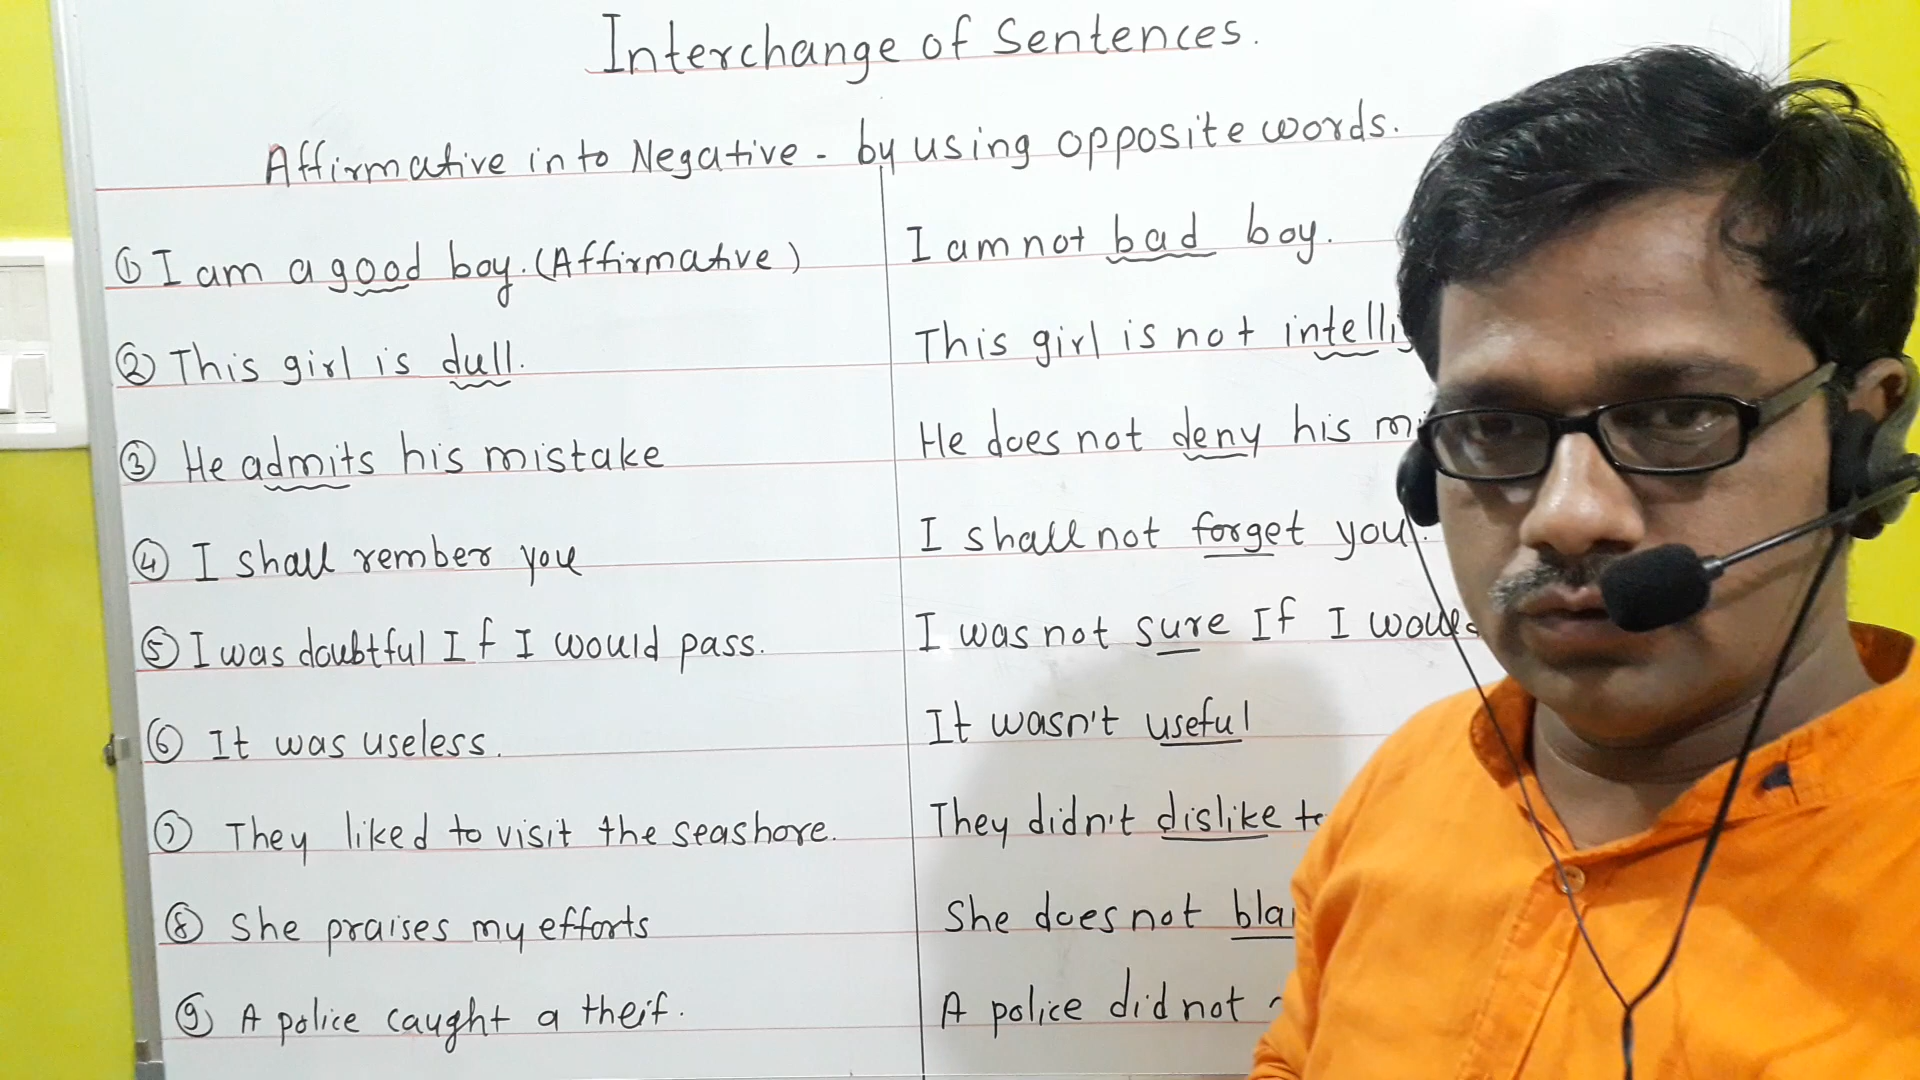 Interchange of Sentences.
Affirmative into Negative - by using opposite words.
① I am a good boy. (Affirmative)
I am not bad boy.
② This girl is dull.
This girl is not
③ He admits his mistake
He does not deny his
④ I shall rember you
I shall not forget you.
⑤ I was doubtful If I would pass.
I was not sure If I would
⑥ It was useless.
It wasn't useful
⑦ They liked to visit the seashore.
They didn't dislike to
⑧ She praises my efforts
She does not
⑨ A police caught a theif.
A police did not